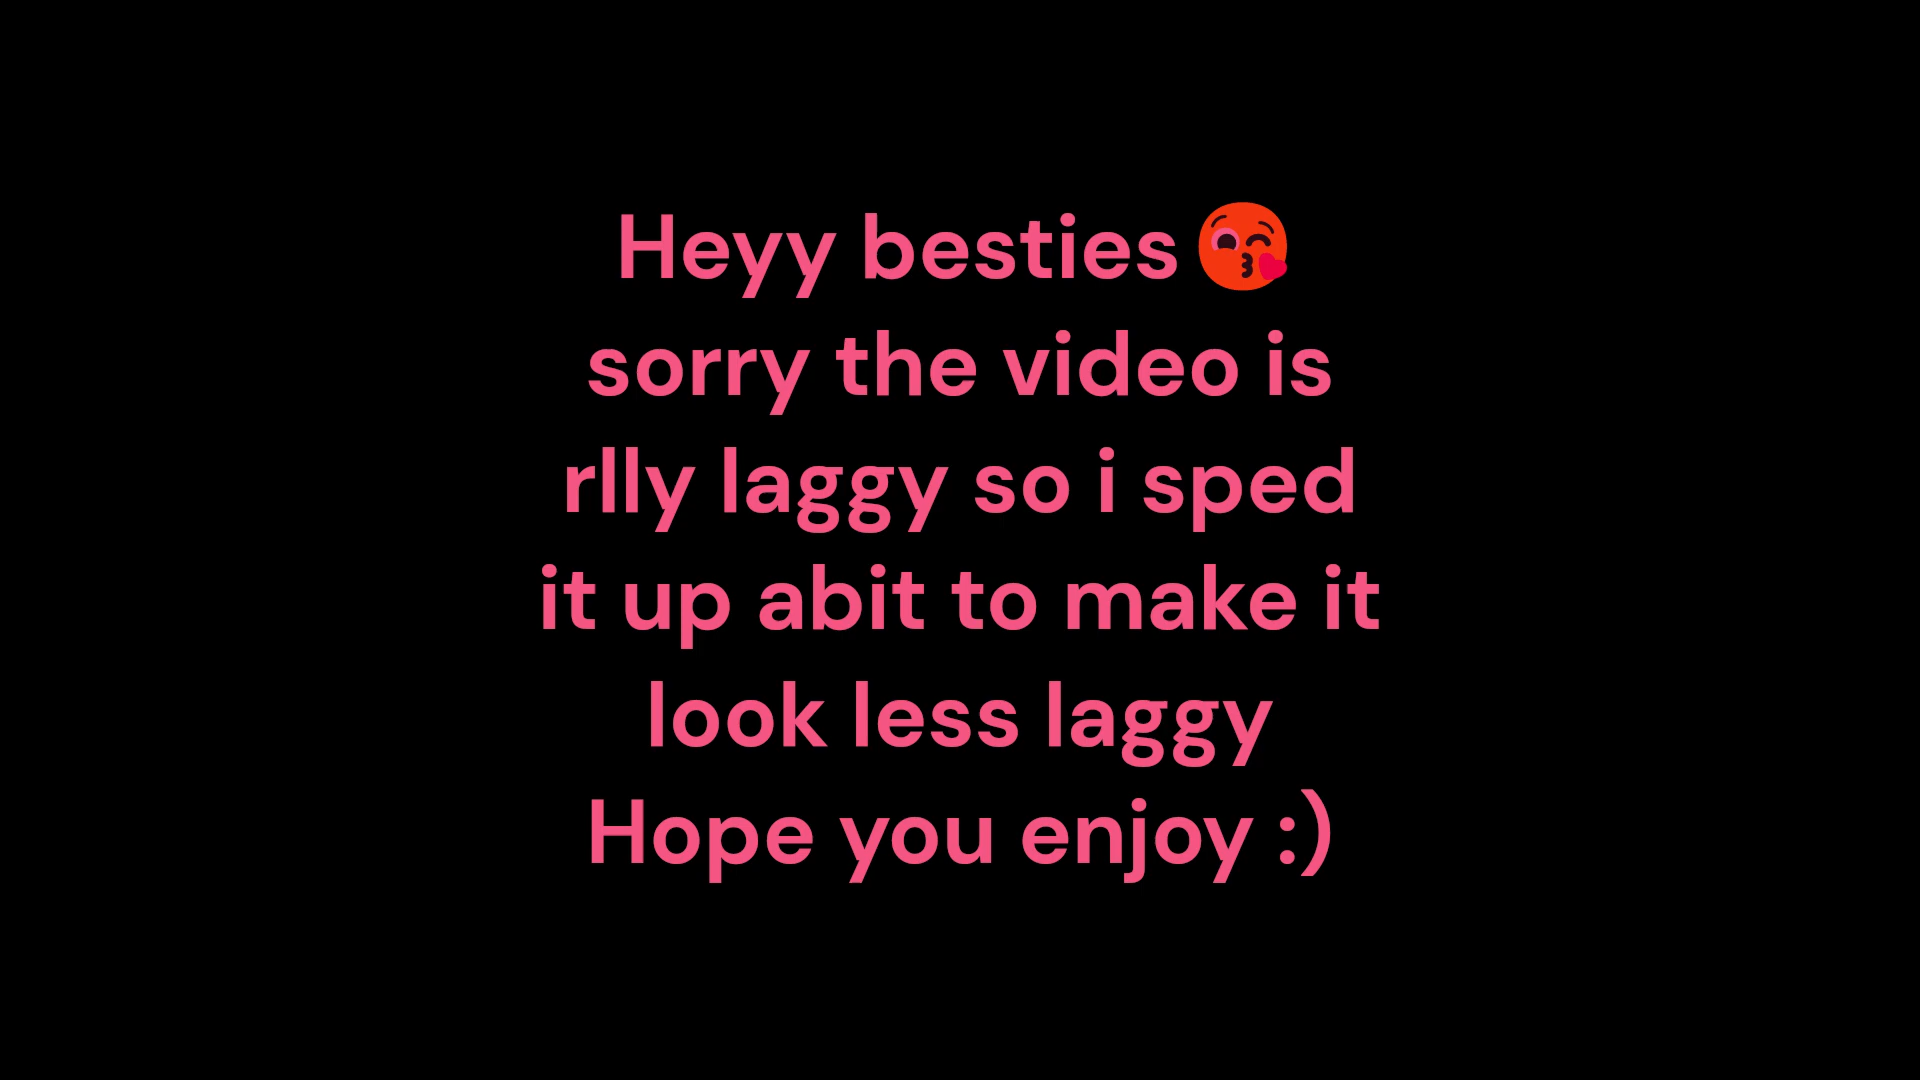 Heyy besties 😘
sorry the video is
rlly laggy so i sped
it up abit to make it
look less laggy
Hope you enjoy :)